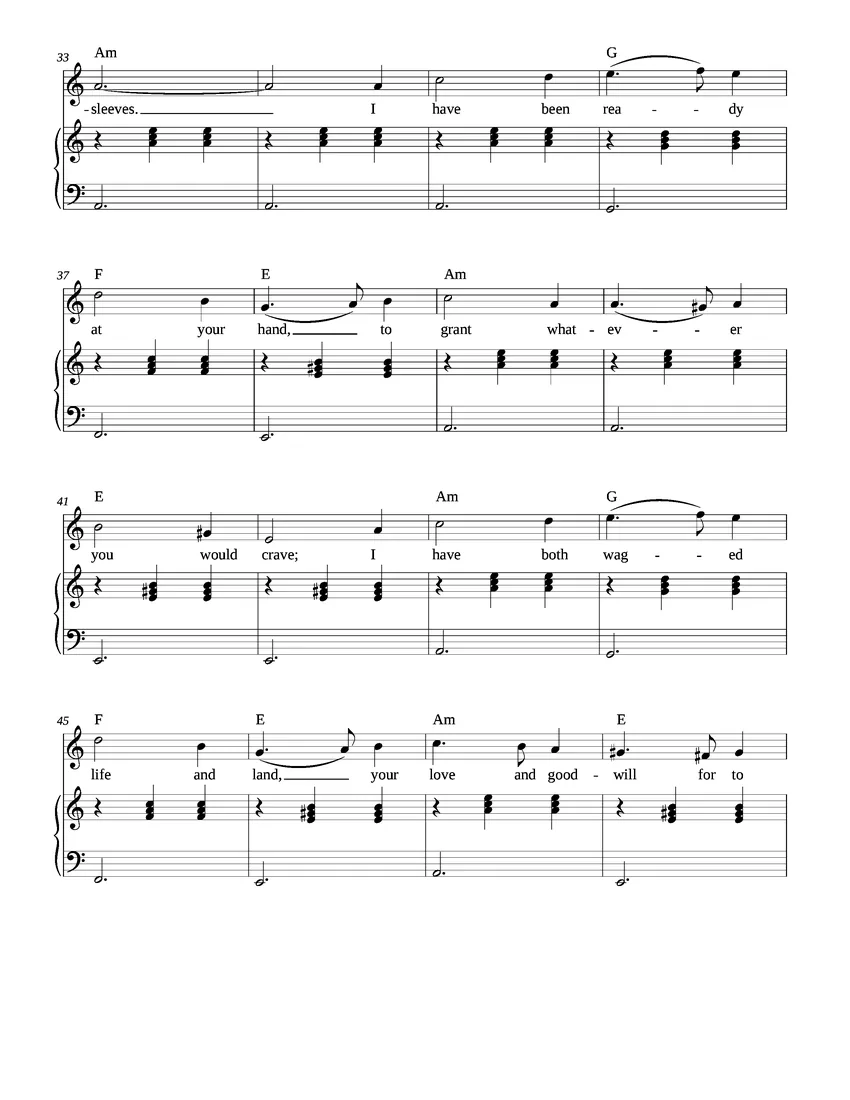 33 Am G
-sleeves. I have been rea - - dy
37 F E Am
at your hand, to grant what - ev - - er
41 E Am G
you would crave; I have both wag - - ed
45 F E Am E
life and land, your love and good - will for to